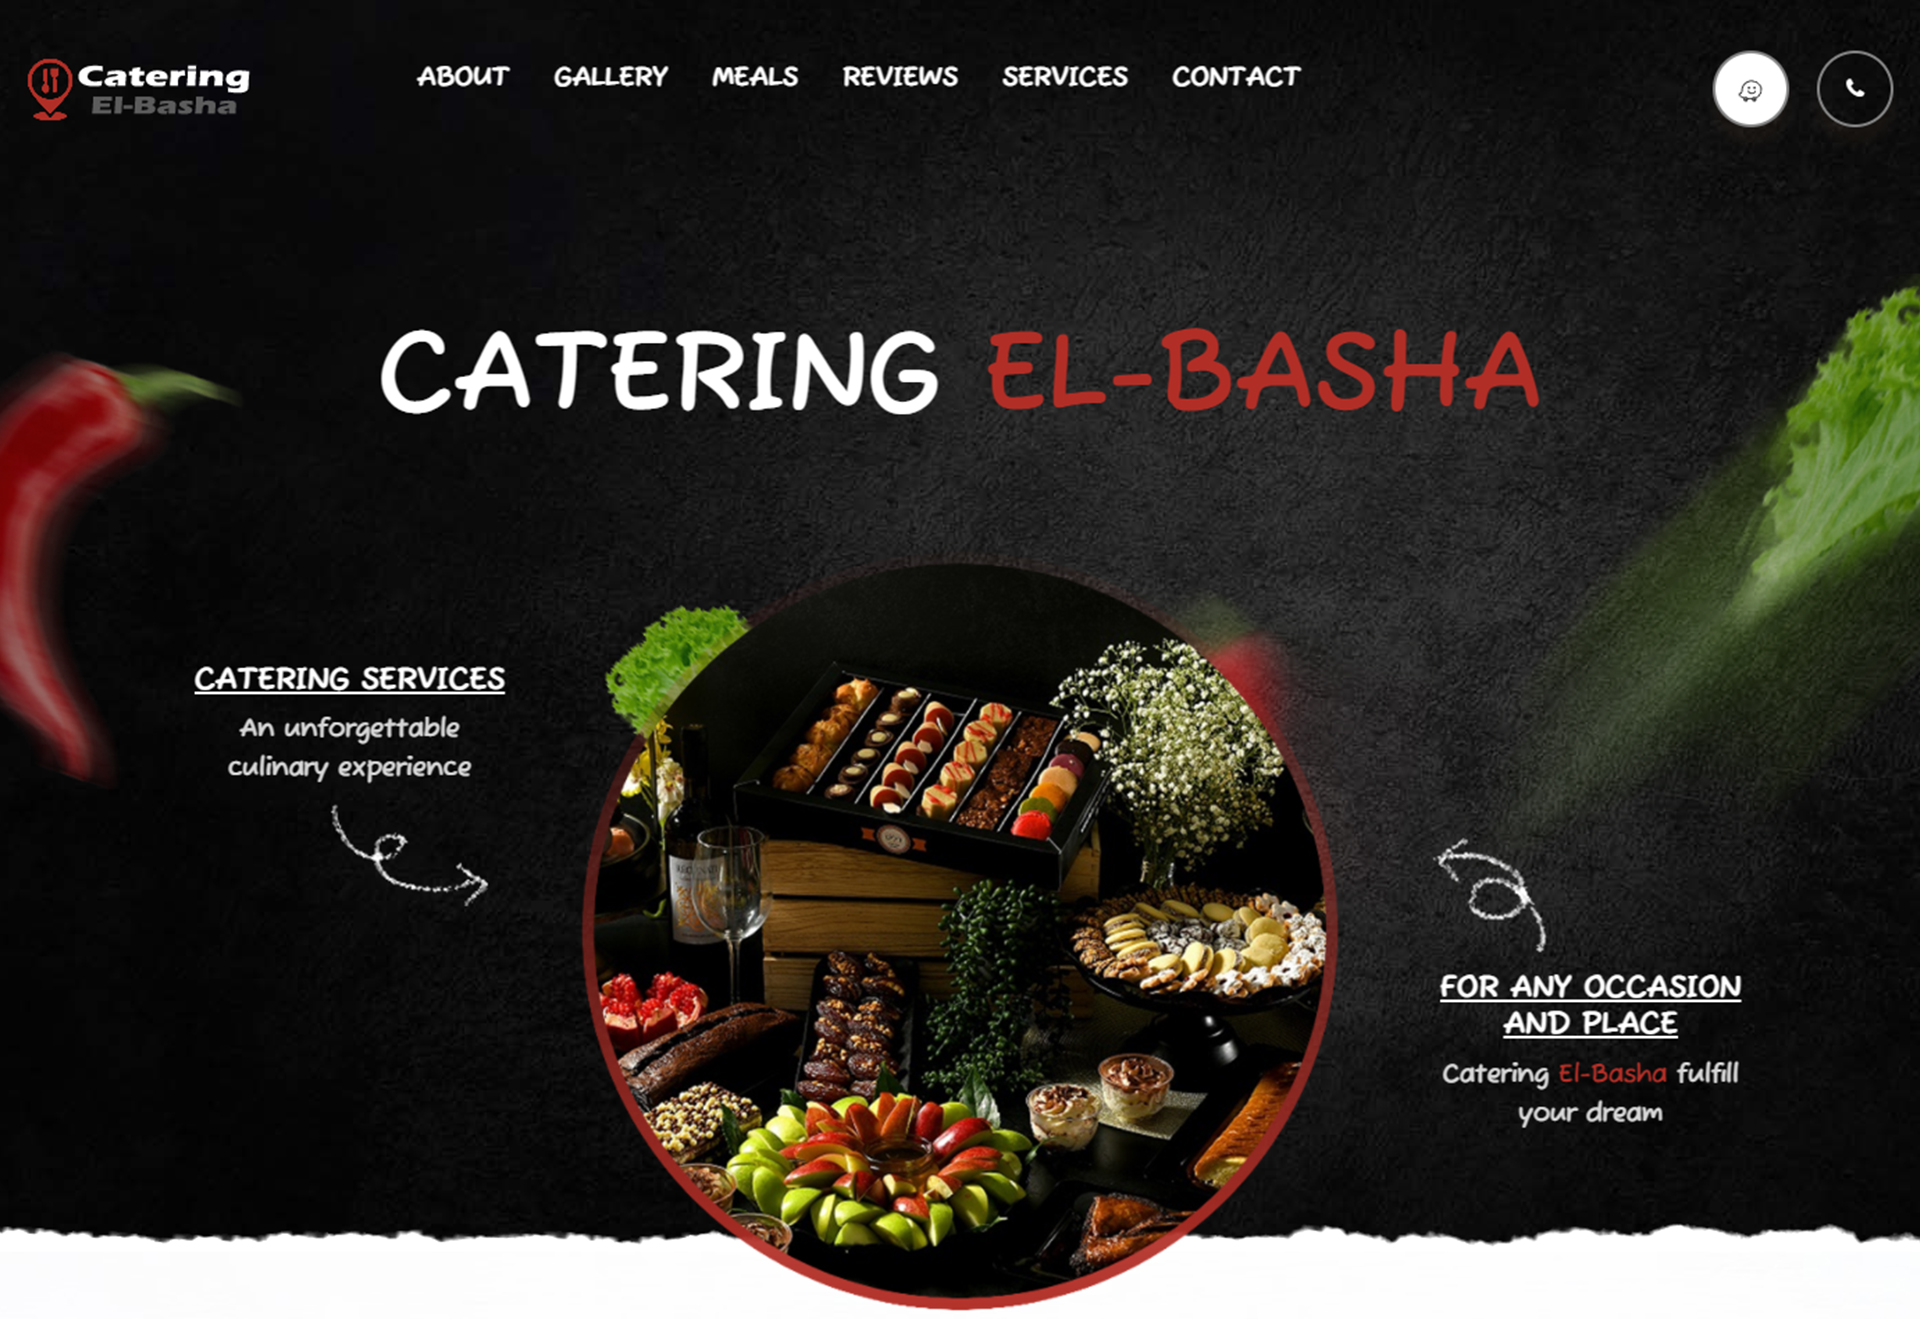 Catering
El-Basha
ABOUT GALLERY MEALS REVIEWS SERVICES CONTACT
CATERING EL-BASHA
CATERING SERVICES
An unforgettable
culinary experience
FOR ANY OCCASION
AND PLACE
Catering El-Basha fulfill
your dream